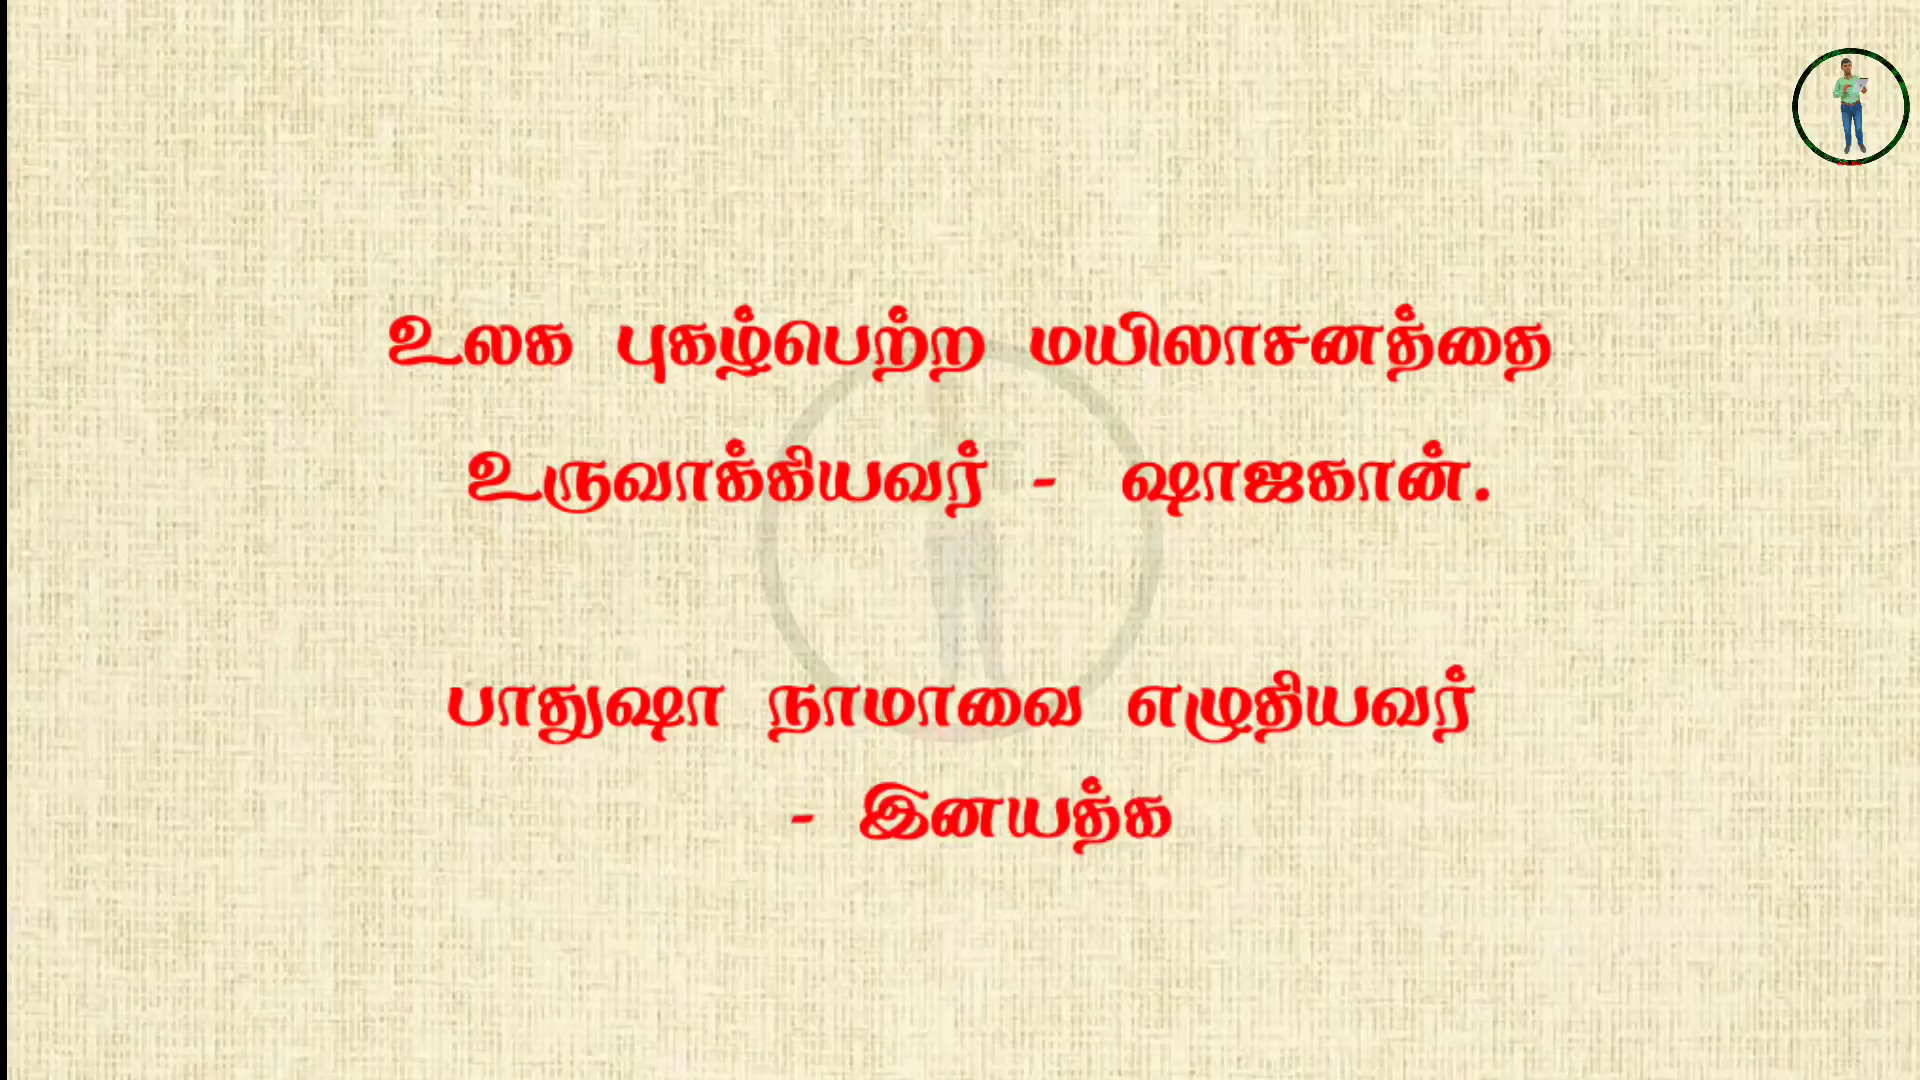 உலக புகழ்பெற்ற மயிலாசனத்தை
உருவாக்கியவர் - ஷாஜகான்.
பாதுஷா நாமாவை எழுதியவர்
- இனயத்க